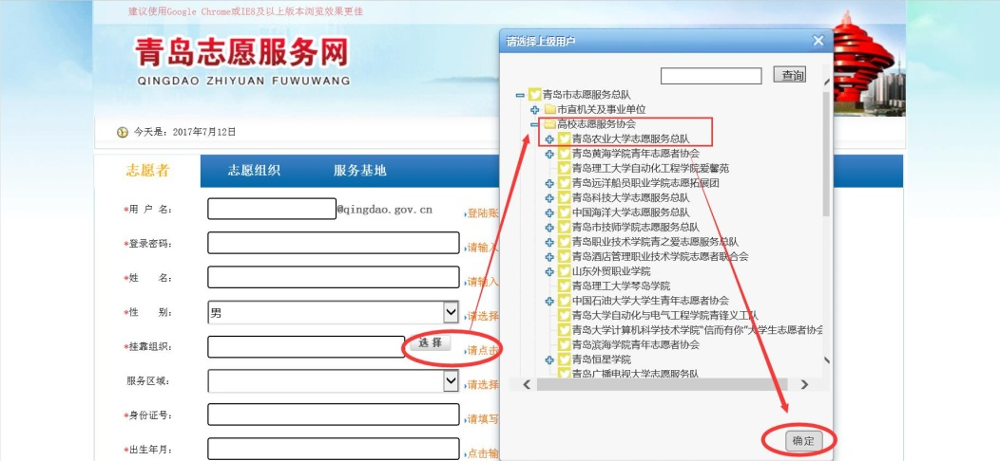 建议使用Google Chrome或IE8及以上版本浏览效果更佳
青岛志愿服务网
QINGDAO ZHIYUAN FUWUWANG
今天是：2017年7月12日
志愿者 志愿组织 服务基地
*用 户 名： @qingdao.gov.cn 登陆账
*登录密码： 请输入
*姓 名： 请输入
*性 别： 男 请选择
*挂靠组织： 选 择 请点击
服务区域： 请选择
*身份证号： 请填写
*出生年月： 点击输
请选择上级用户
查询
青岛市志愿服务总队
市直机关及事业单位
高校志愿服务协会
青岛农业大学志愿服务总队
青岛黄海学院青年志愿者协会
青岛理工大学自动化工程学院爱馨苑
青岛远洋船员职业学院志愿拓展团
青岛科技大学志愿服务总队
中国海洋大学志愿服务总队
青岛市技师学院志愿服务总队
青岛职业技术学院青之爱志愿服务总队
青岛酒店管理职业技术学院志愿者联合会
山东外贸职业学院
青岛理工大学琴岛学院
中国石油大学大学生青年志愿者协会
青岛大学自动化与电气工程学院青锋义工队
青岛大学计算机科学技术学院"信而有你"大学生志愿者协会
青岛滨海学院青年志愿者协会
青岛恒星学院
青岛广播电视大学志愿服务队
确定